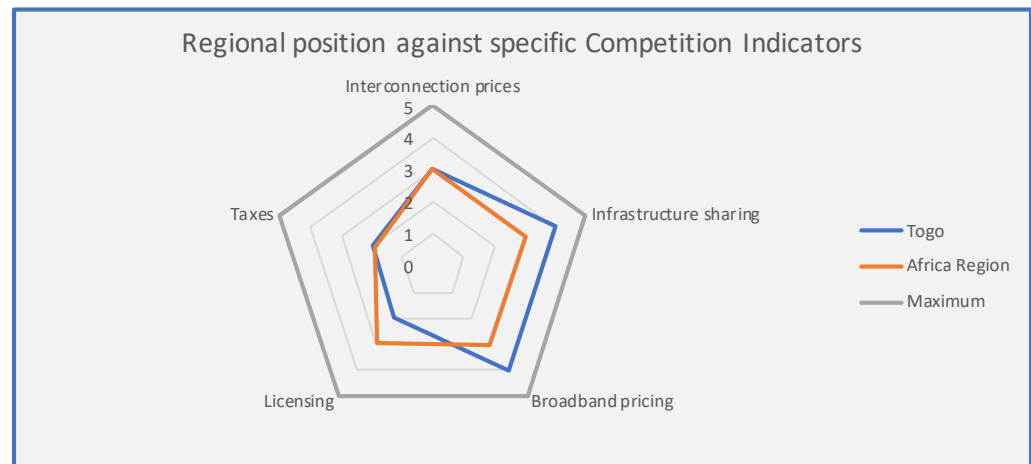 Regional position against specific Competition Indicators
Interconnection prices
5
4
3
2
1
0
Taxes
Infrastructure sharing
Licensing
Broadband pricing
Togo
Africa Region
Maximum